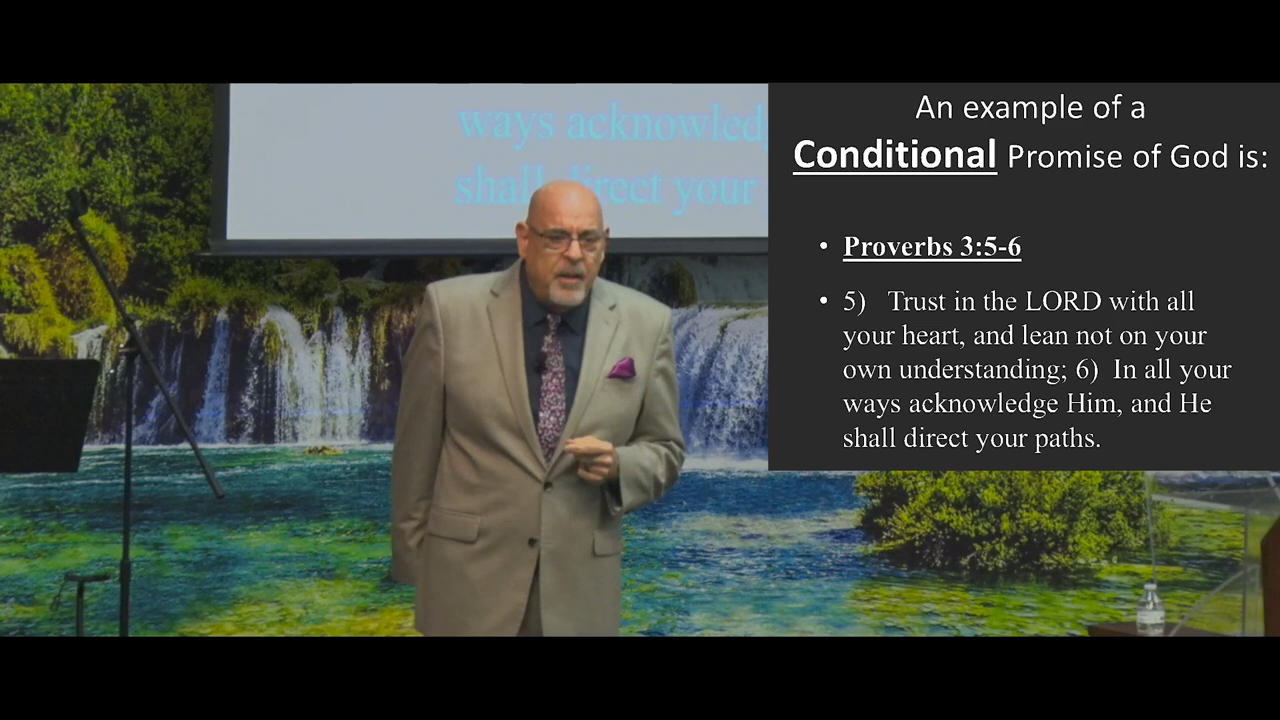 ways acknowled
shall direct your
An example of a
Conditional Promise of God is:
• Proverbs 3:5-6
• 5) Trust in the LORD with all
your heart, and lean not on your
own understanding; 6) In all your
ways acknowledge Him, and He
shall direct your paths.